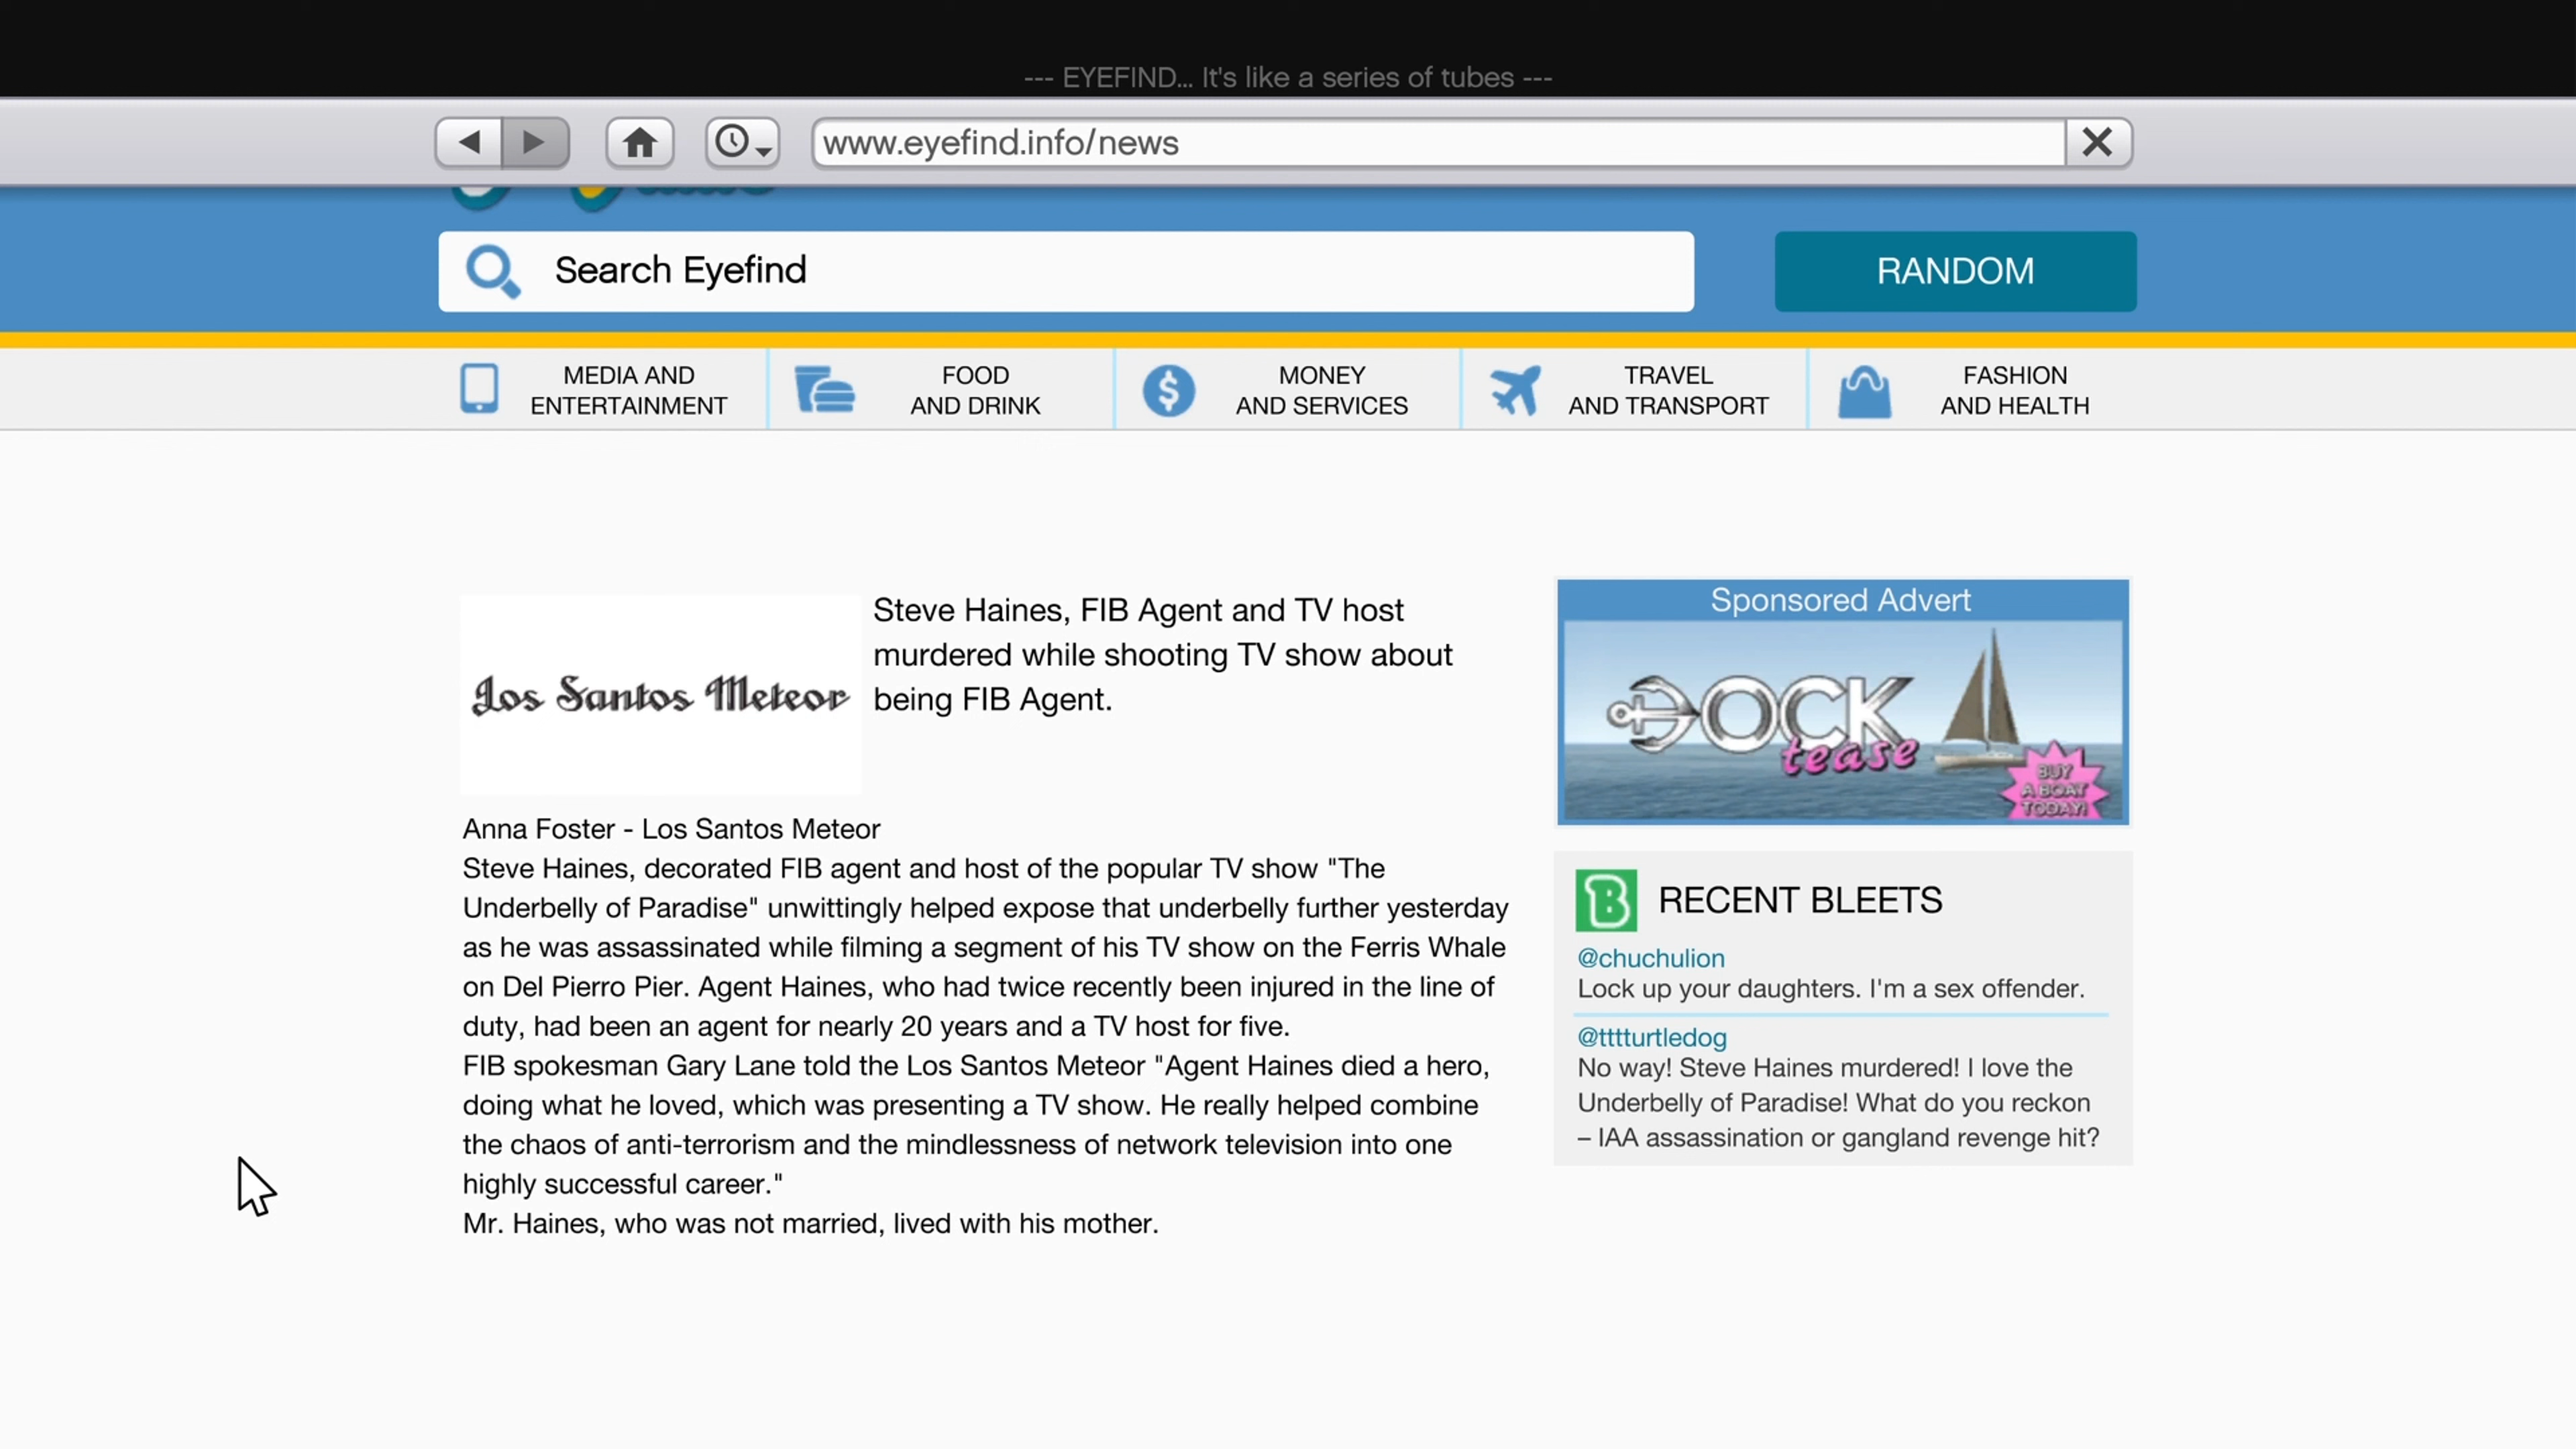 --- EYEFIND... It's like a series of tubes ---
www.eyefind.info/news
Search Eyefind
RANDOM
MEDIA AND
ENTERTAINMENT
FOOD
AND DRINK
MONEY
AND SERVICES
TRAVEL
AND TRANSPORT
FASHION
AND HEALTH
Los Santos Meteor
Steve Haines, FIB Agent and TV host
murdered while shooting TV show about
being FIB Agent.
Anna Foster - Los Santos Meteor
Steve Haines, decorated FIB agent and host of the popular TV show "The
Underbelly of Paradise" unwittingly helped expose that underbelly further yesterday
as he was assassinated while filming a segment of his TV show on the Ferris Whale
on Del Pierro Pier. Agent Haines, who had twice recently been injured in the line of
duty, had been an agent for nearly 20 years and a TV host for five.
FIB spokesman Gary Lane told the Los Santos Meteor "Agent Haines died a hero,
doing what he loved, which was presenting a TV show. He really helped combine
the chaos of anti-terrorism and the mindlessness of network television into one
highly successful career."
Mr. Haines, who was not married, lived with his mother.
Sponsored Advert
DOCK
tease
BUY
A BOAT
TODAY!
B RECENT BLEETS
@chuchulion
Lock up your daughters. I'm a sex offender.
@tttturtledog
No way! Steve Haines murdered! I love the
Underbelly of Paradise! What do you reckon
– IAA assassination or gangland revenge hit?